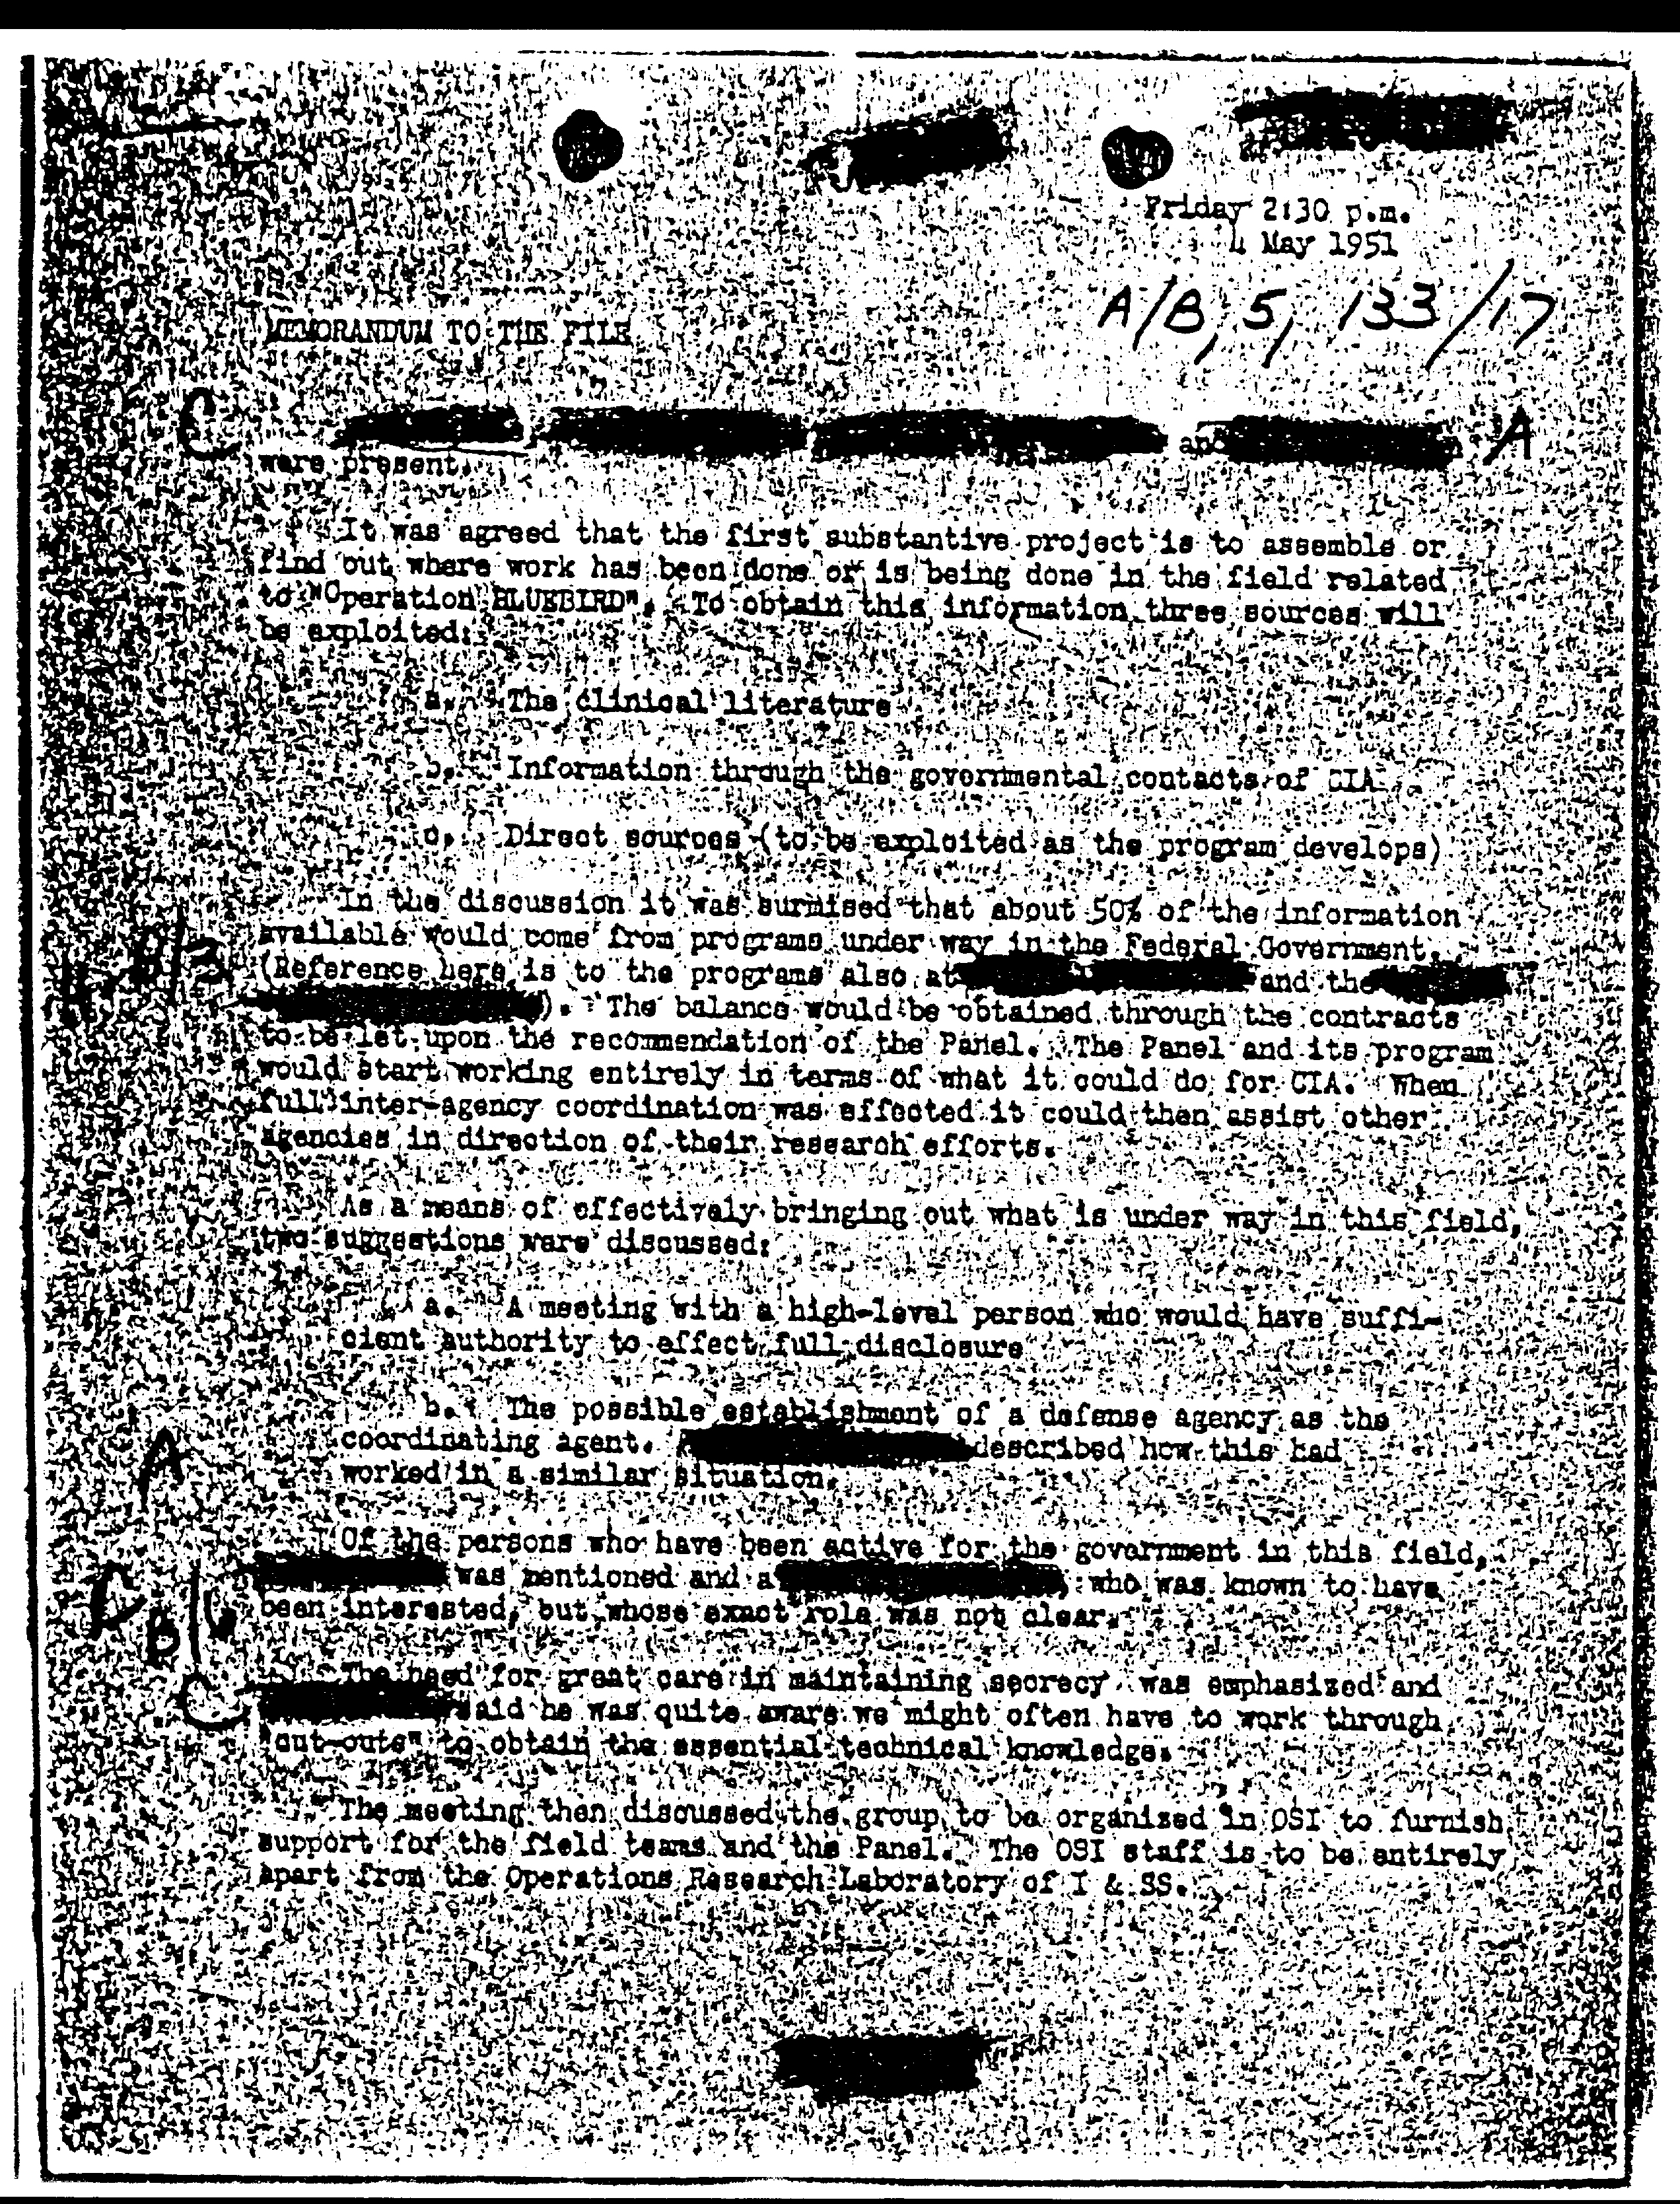 Friday 2:30 p.m.
4 May 1951
A/B, 5, 133/17
MEMORANDUM TO THE FILE
C
and
A
were present.
It was agreed that the first substantive project is to assemble or
find out where work has been done or is being done in the field related
to "Operation BLUEBIRD". To obtain this information three sources will
be exploited:
a. The clinical literature
b. Information through the governmental contacts of CIA
c. Direct sources (to be exploited as the program develops)
In the discussion it was surmised that about 50% of the information
available would come from programs under way in the Federal Government.
(Reference here is to the programs also at and the
). The balance would be obtained through the contracts
to be let upon the recommendation of the Panel. The Panel and its program
would start working entirely in terms of what it could do for CIA. When
full inter-agency coordination was effected it could then assist other
agencies in direction of their research efforts.
As a means of effectively bringing out what is under way in this field,
two suggestions were discussed:
a. A meeting with a high-level person who would have suffi-
cient authority to effect full disclosure
b. The possible establishment of a defense agency as the
coordinating agent. described how this had
A
worked in a similar situation.
Of the persons who have been active for the government in this field,
was mentioned and a , who was known to have
been interested, but whose exact role was not clear.
The need for great care in maintaining secrecy was emphasized and
C
said he was quite aware we might often have to work through
"cut-outs" to obtain the essential technical knowledge.
The meeting then discussed the group to be organized in OSI to furnish
support for the field teams and the Panel. The OSI staff is to be entirely
apart from the Operations Research Laboratory of I & SS.